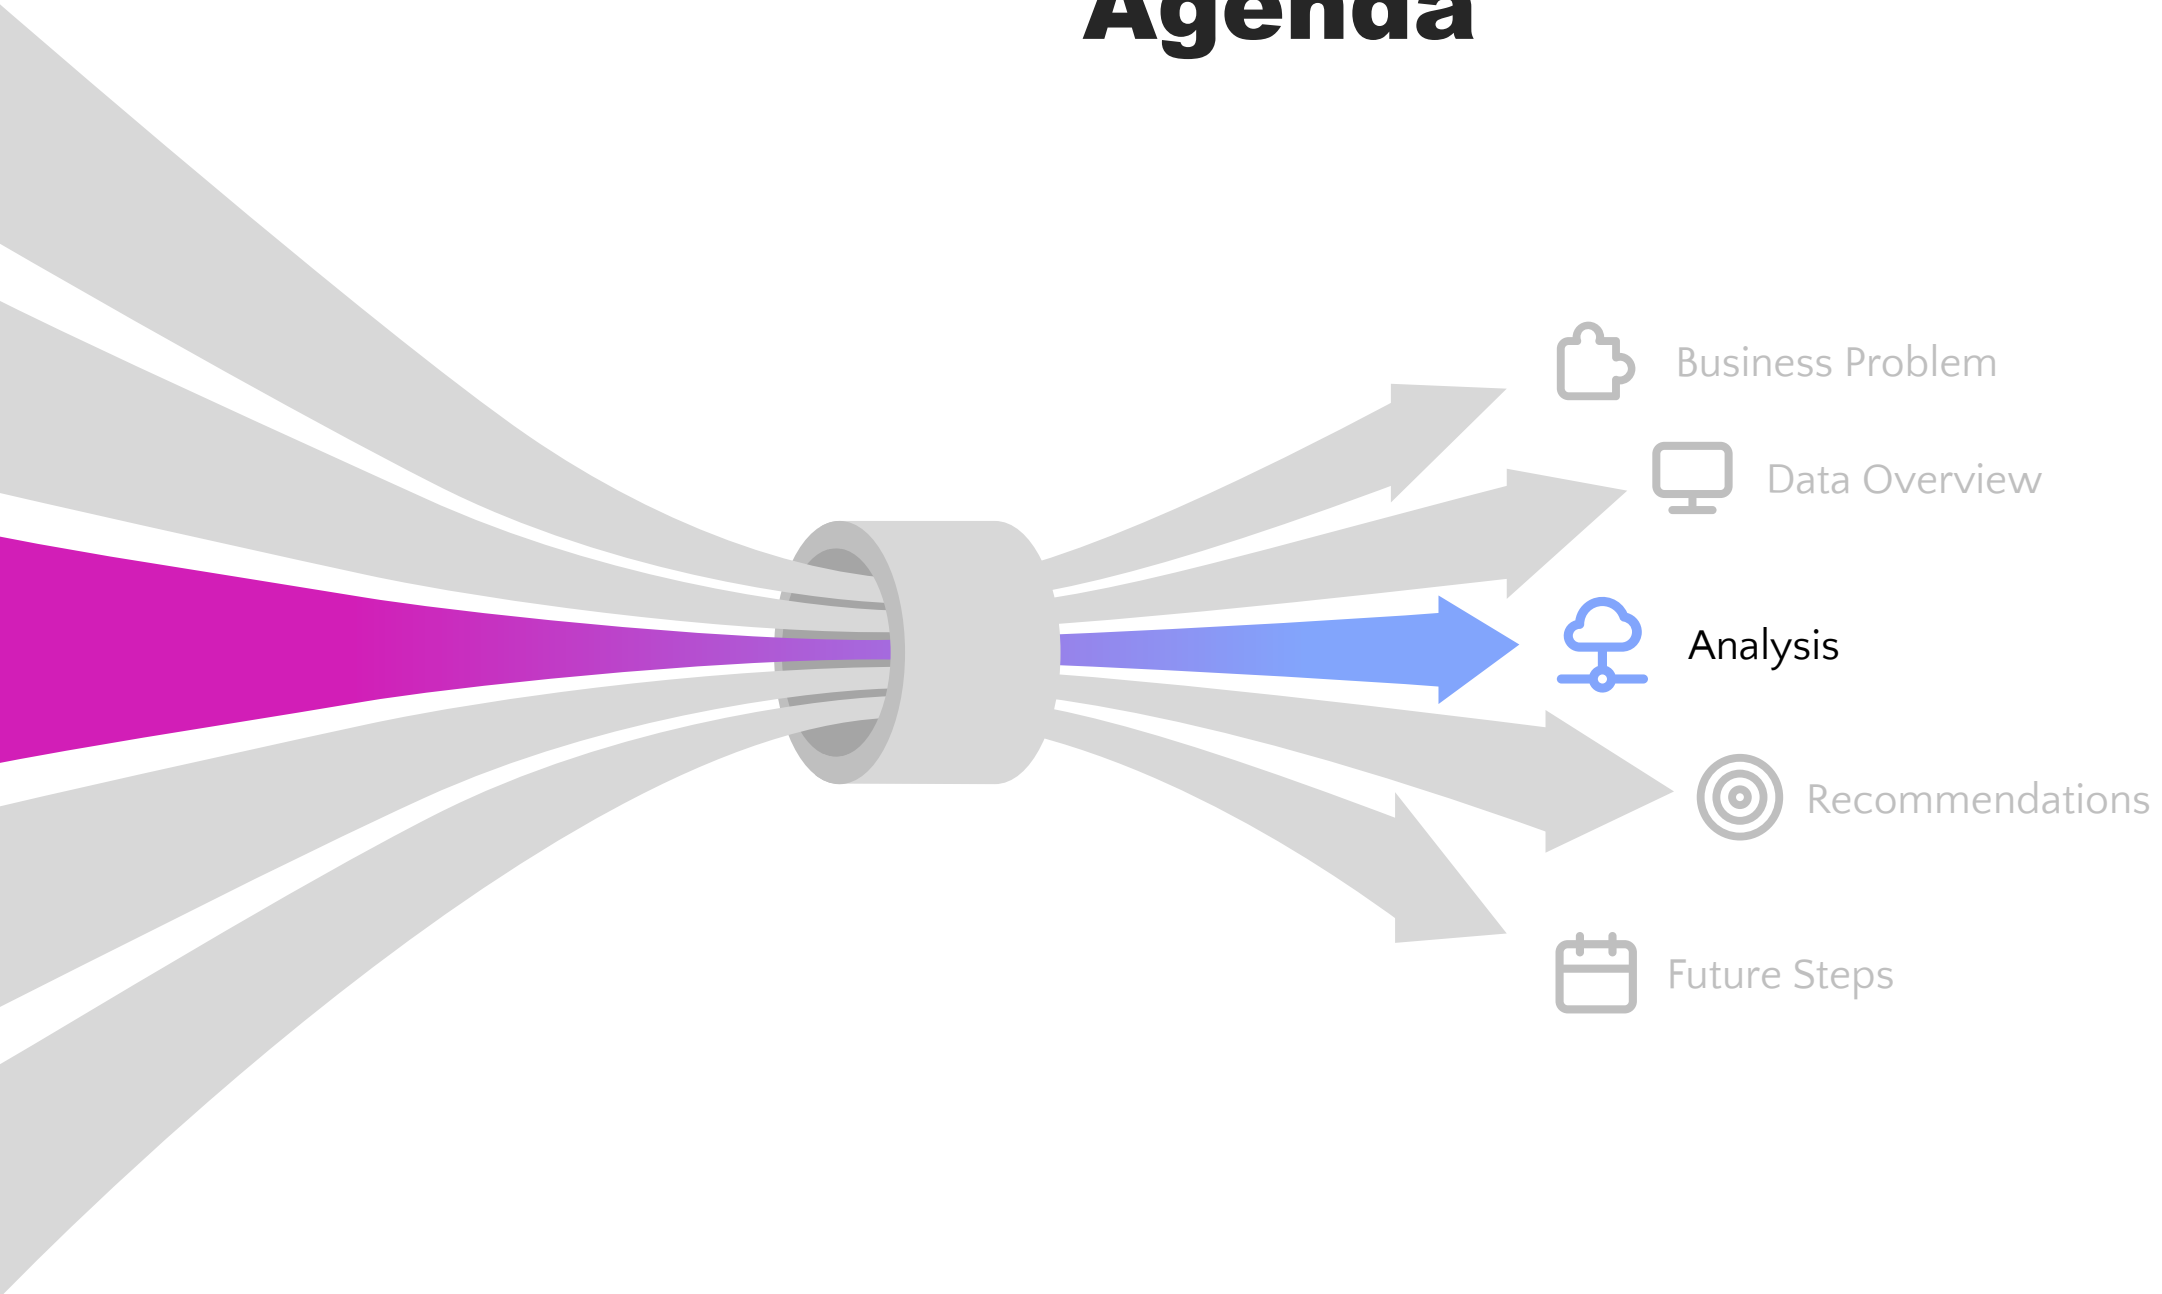 Agenda
Business Problem
Data Overview
Analysis
Recommendations
Future Steps